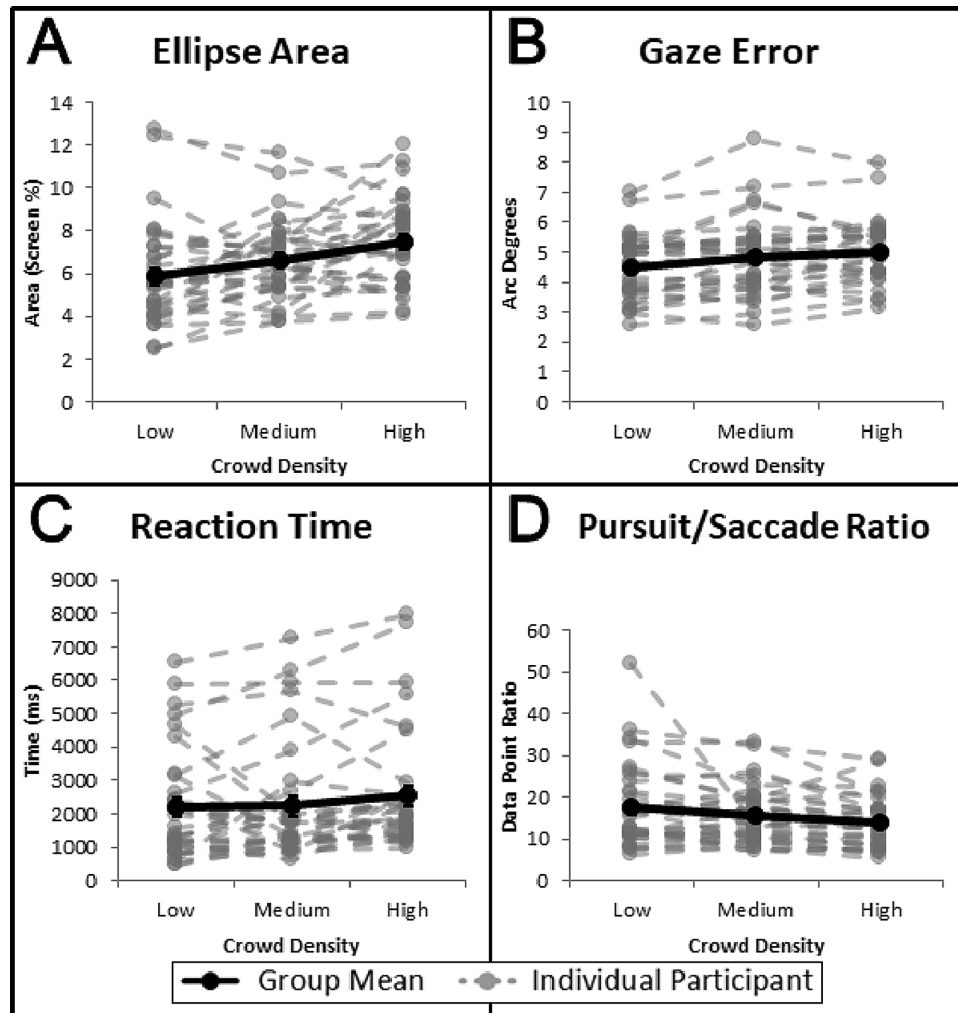 A Ellipse Area
Area (Screen %)
14
12
10
8
6
4
2
0
Low Medium High
Crowd Density
B Gaze Error
Arc Degrees
10
9
8
7
6
5
4
3
2
1
0
Low Medium High
Crowd Density
C Reaction Time
Time (ms)
9000
8000
7000
6000
5000
4000
3000
2000
1000
0
Low Medium High
Crowd Density
D Pursuit/Saccade Ratio
Data Point Ratio
60
50
40
30
20
10
0
Low Medium High
Crowd Density
Group Mean Individual Participant